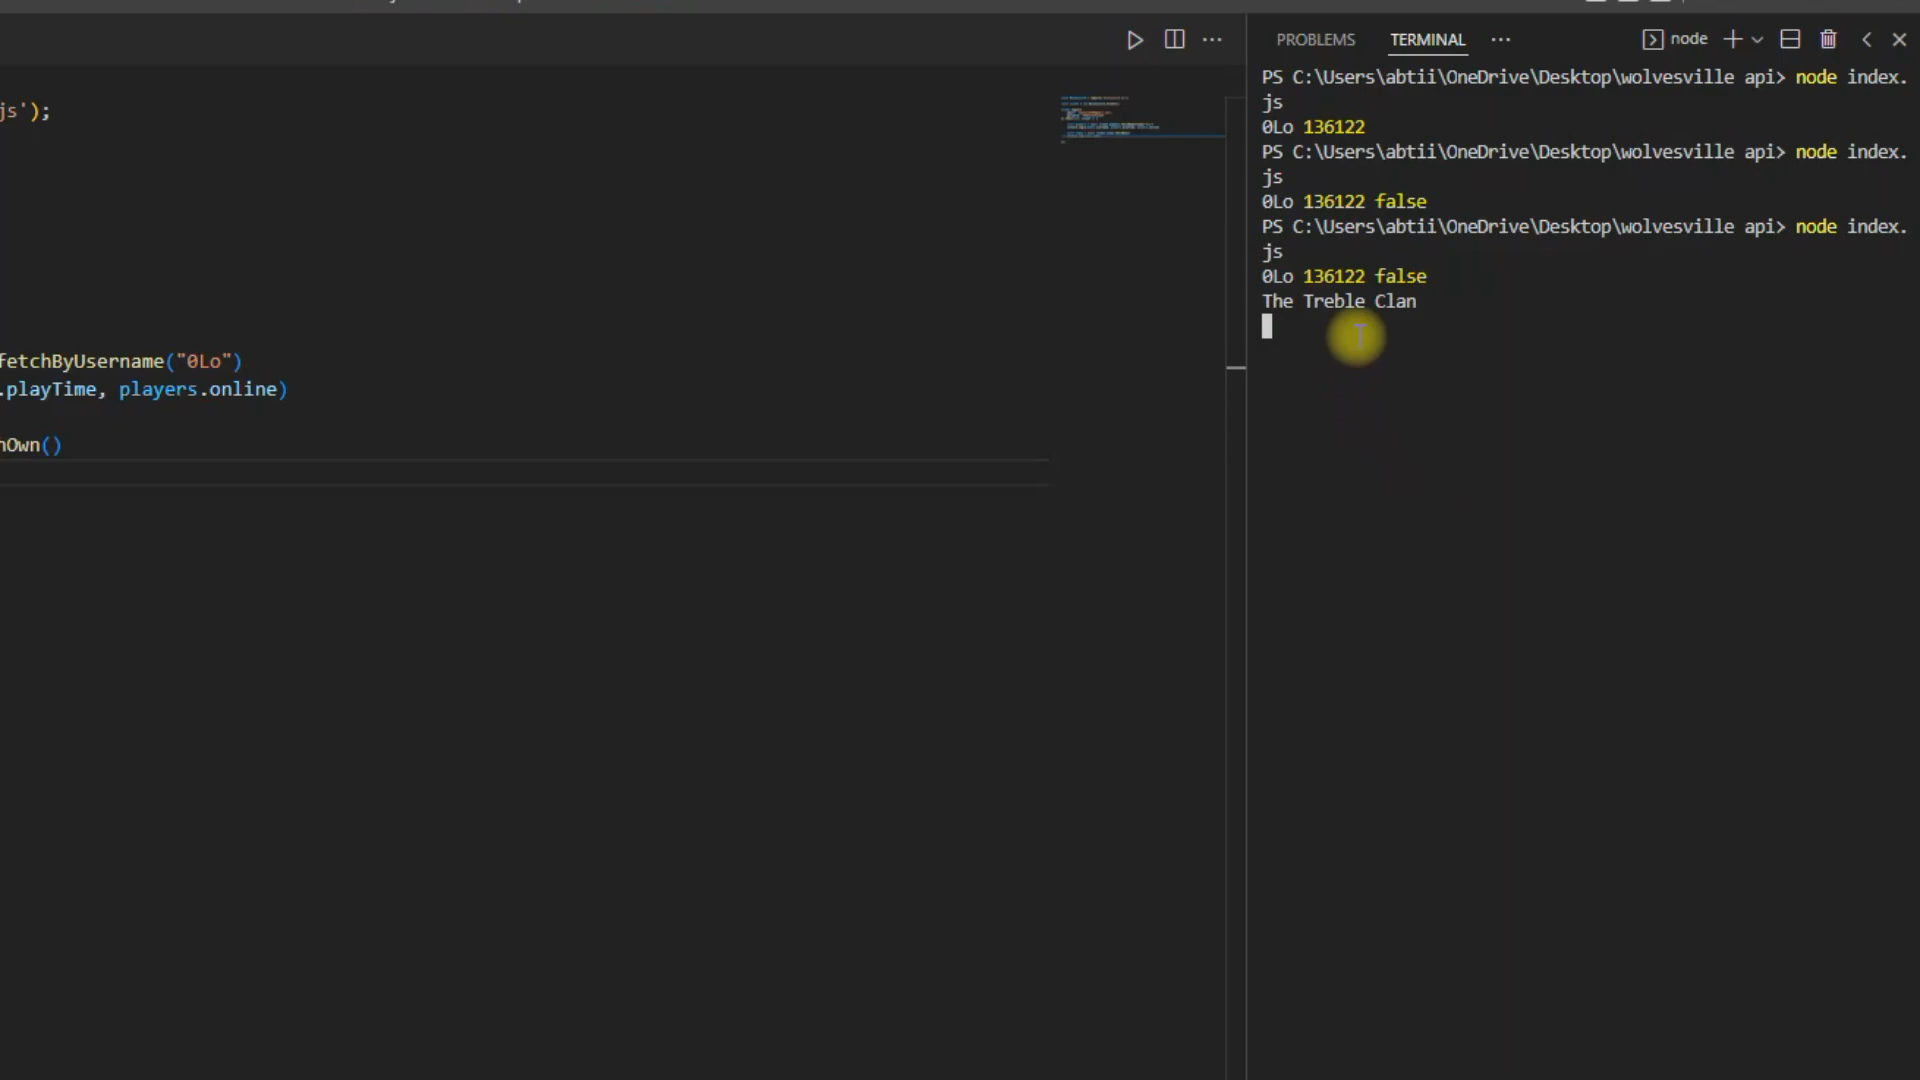 PROBLEMS TERMINAL ... node
js');
fetchByUsername("0Lo")
.playTime, players.online)
hOwn()
PS C:\Users\abtii\OneDrive\Desktop\wolvesville api> node index.
js
0Lo 136122
PS C:\Users\abtii\OneDrive\Desktop\wolvesville api> node index.
js
0Lo 136122 false
PS C:\Users\abtii\OneDrive\Desktop\wolvesville api> node index.
js
0Lo 136122 false
The Treble Clan